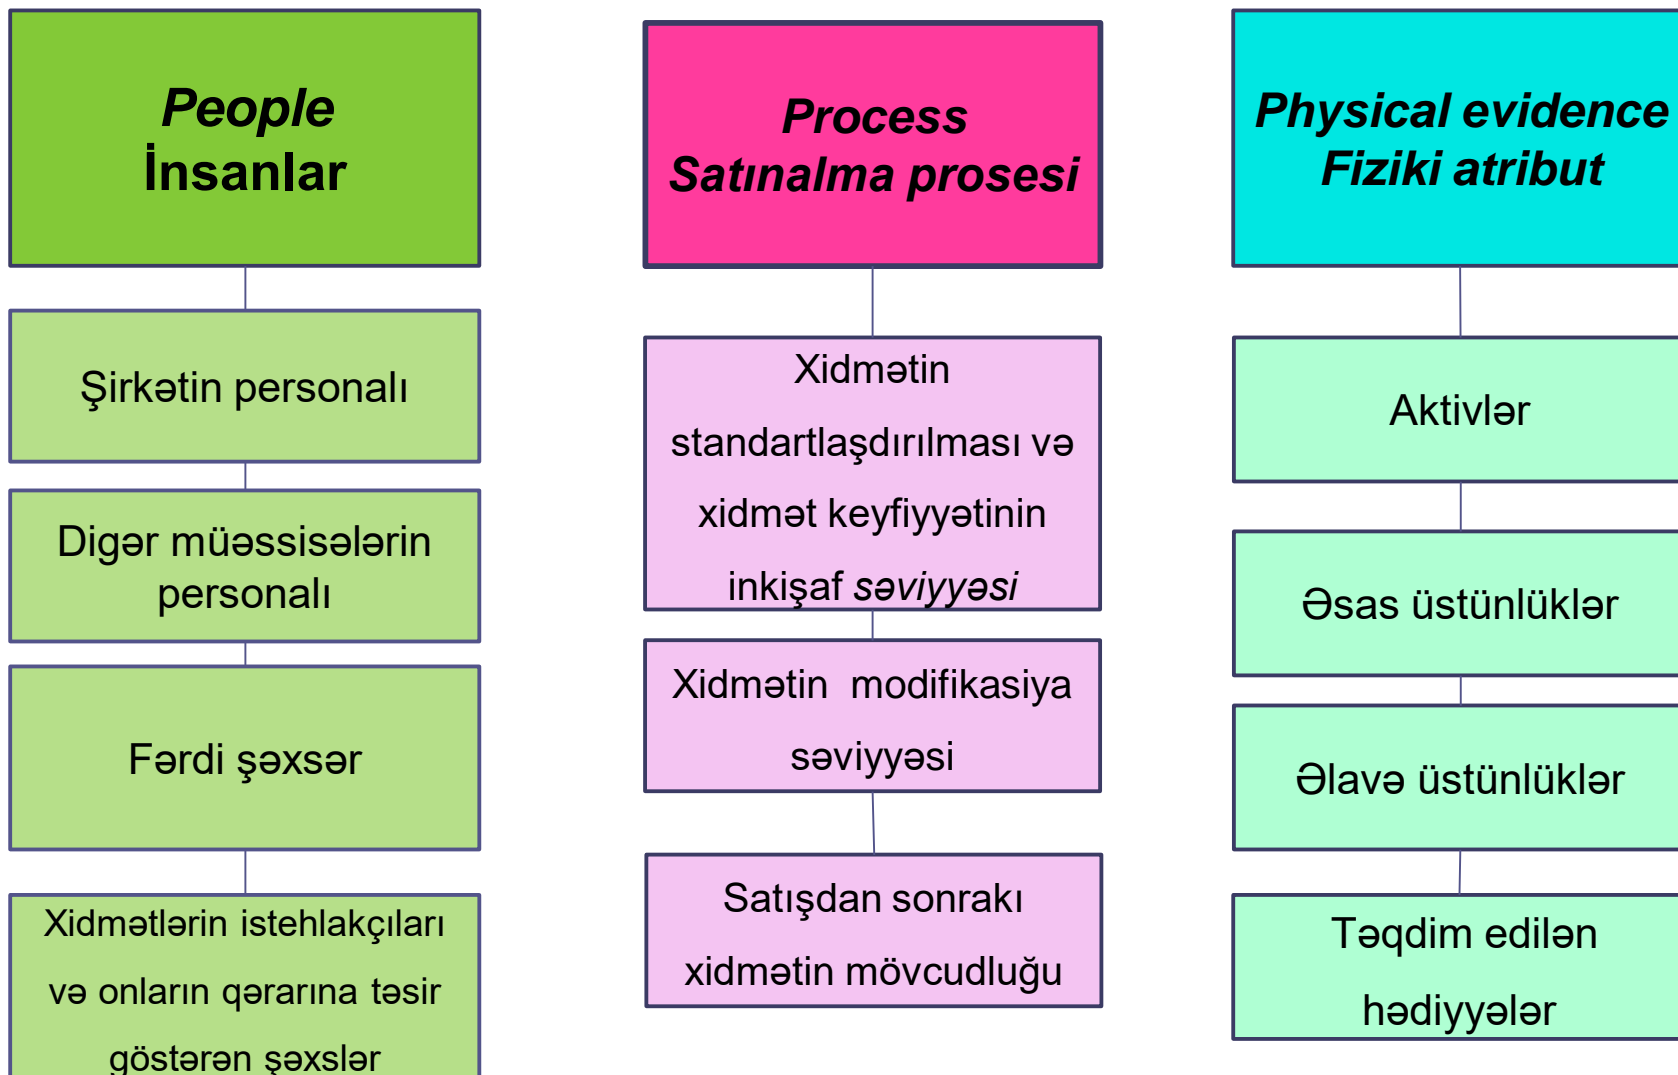 People
İnsanlar
Şirkətin personalı
Digər müəssisələrin
personalı
Fərdi şəxsər
Xidmətlərin istehlakçıları
və onların qərarına təsir
göstərən şəxslər
Process
Satınalma prosesi
Xidmətin
standartlaşdırılması və
xidmət keyfiyyətinin
inkişaf səviyyəsi
Xidmətin modifikasiya
səviyyəsi
Satışdan sonrakı
xidmətin mövcudluğu
Physical evidence
Fiziki atribut
Aktivlər
Əsas üstünlüklər
Əlavə üstünlüklər
Təqdim edilən
hədiyyələr